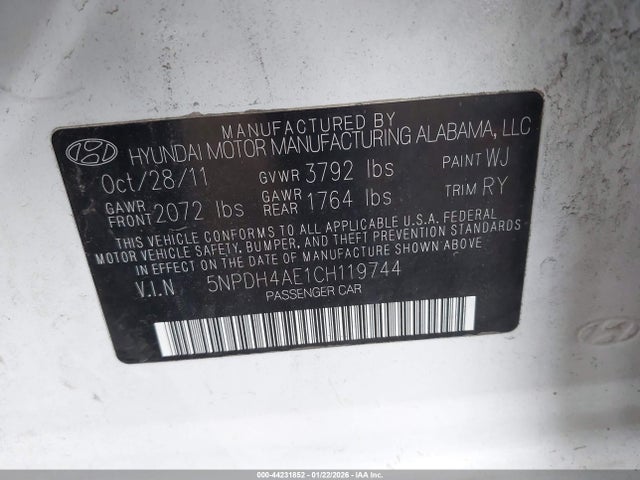 MANUFACTURED BY
HYUNDAI MOTOR MANUFACTURING ALABAMA, LLC
Oct/28/11 GVWR 3792 lbs PAINT WJ
GAWR FRONT 2072 lbs GAWR REAR 1764 lbs TRIM RY
THIS VEHICLE CONFORMS TO ALL APPLICABLE U.S.A. FEDERAL
MOTOR VEHICLE SAFETY, BUMPER, AND THEFT PREVENTION STANDARDS
IN EFFECT ON THE DATE OF MANUFACTURE SHOWN ABOVE
V.I.N 5NPDH4AE1CH119744
PASSENGER CAR
000-44231852 | 01/22/2026 - COPART